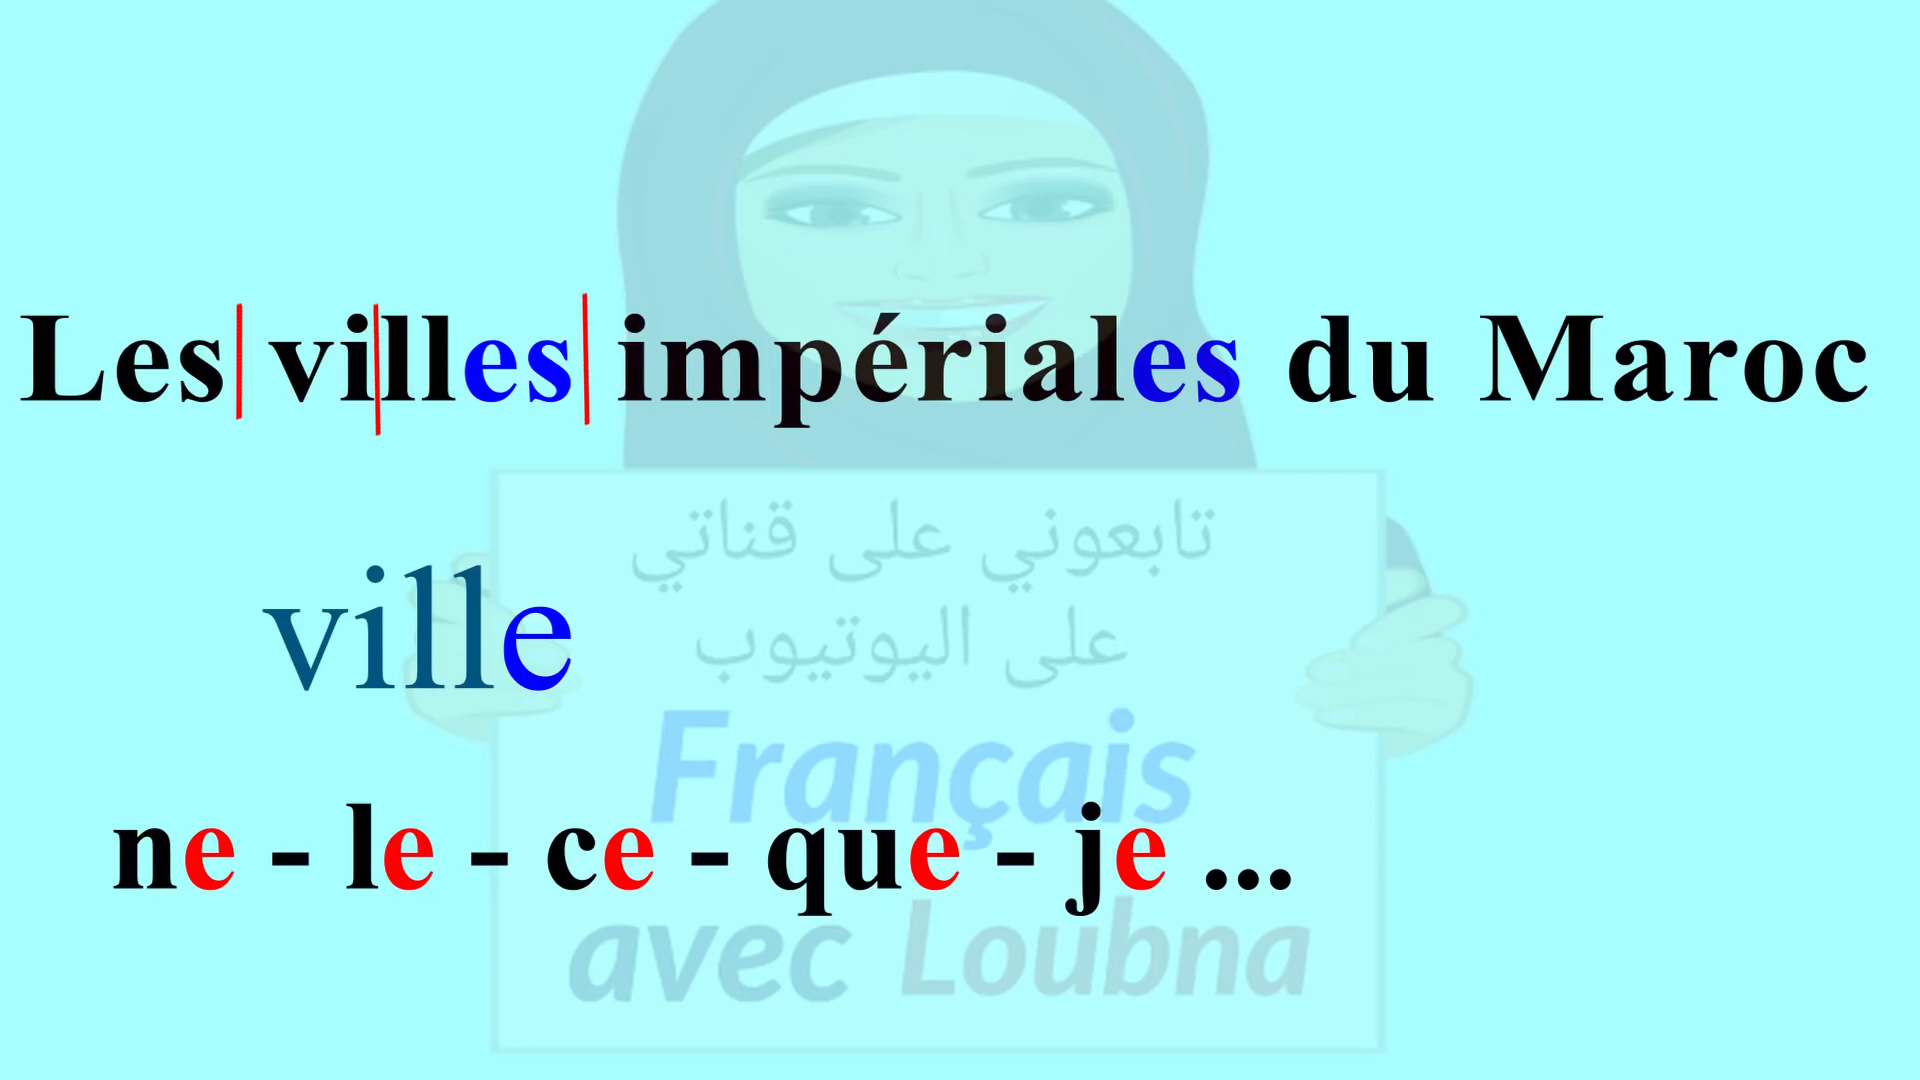 Les villes impériales du Maroc
تابعوني على قناتي
ville
على اليوتيوب
Français
ne - le - ce - que - je ...
avec Loubna